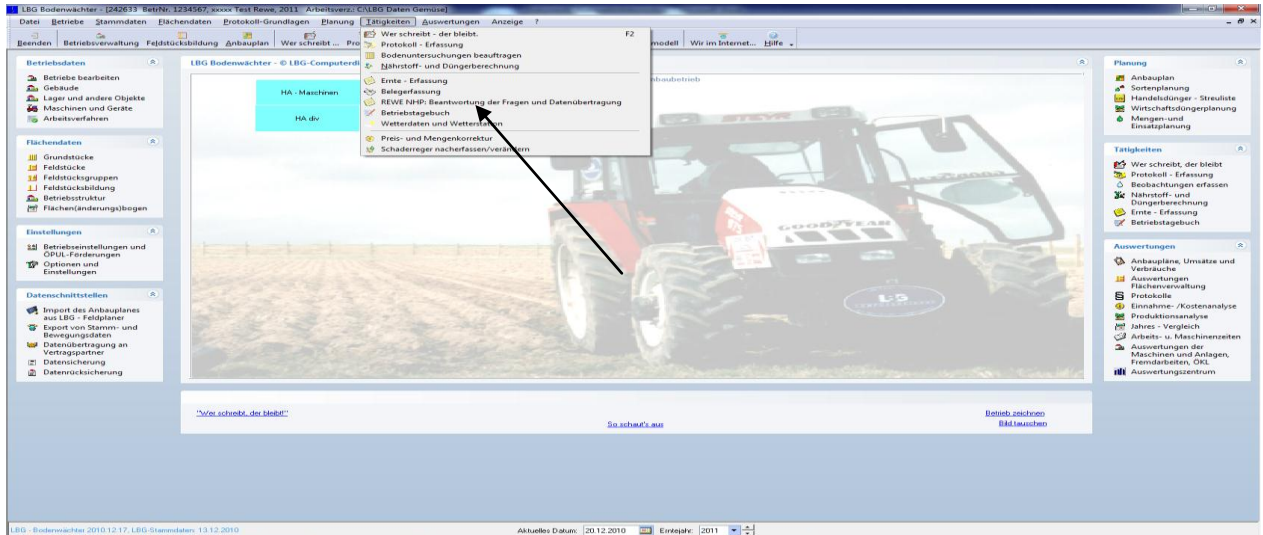 LBG Bodenwächter - [242633 BetrNr. 1234567, xxxxx Test Rewe, 2011 Arbeitsverz.: C:\LBG Daten Gemüse]
Datei Betriebe Stammdaten Flächendaten Protokoll-Grundlagen Planung Tätigkeiten Auswertungen Anzeige ?
Beenden Betriebsverwaltung Feldstücksbildung Anbauplan Wer schreibt ... Pro
modell Wir im Internet... Hilfe
Wer schreibt - der bleibt. F2
Protokoll - Erfassung
Bodenuntersuchungen beauftragen
Nährstoff- und Düngerberechnung
Ernte - Erfassung
Belegerfassung
REWE NHP: Beantwortung der Fragen und Datenübertragung
Betriebstagebuch
Wetterdaten und Wetterstation
Preis- und Mengenkorrektur
Schaderreger nacherfassen/verändern
Betriebsdaten
Betriebe bearbeiten
Gebäude
Lager und andere Objekte
Maschinen und Geräte
Arbeitsverfahren
Flächendaten
Grundstücke
Feldstücke
Feldstücksgruppen
Feldstücksbildung
Betriebsstruktur
Flächen(änderungs)bogen
Einstellungen
Betriebseinstellungen und
ÖPUL-Förderungen
Optionen und
Einstellungen
Datenschnittstellen
Import des Anbauplanes
aus LBG - Feldplaner
Export von Stamm- und
Bewegungsdaten
Datenübertragung an
Vertragspartner
Datensicherung
Datenrücksicherung
LBG Bodenwächter - © LBG-Computerdi
nbaubetrieb
HA - Maschinen
HA div
STEYR
GOODYEAR
LBG
"Wer schreibt, der bleibt!"
So schaut's aus
Betrieb zeichnen
Bild tauschen
Planung
Anbauplan
Sortenplanung
Handelsdünger - Streuliste
Wirtschaftsdüngerplanung
Mengen-und
Einsatzplanung
Tätigkeiten
Wer schreibt, der bleibt
Protokoll - Erfassung
Beobachtungen erfassen
Nährstoff- und
Düngerberechnung
Ernte - Erfassung
Betriebstagebuch
Auswertungen
Anbaupläne, Umsätze und
Verbräuche
Auswertungen
Flächenverwaltung
Protokolle
Einnahme- /Kostenanalyse
Produktionsanalyse
Jahres - Vergleich
Arbeits- u. Maschinenzeiten
Auswertungen der
Maschinen und Anlagen,
Fremdarbeiten, ÖKL
Auswertungszentrum
LBG - Bodenwächter 2010.12.17, LBG-Stammdaten: 13.12.2010
Aktuelles Datum: 20.12.2010 Erntejahr: 2011